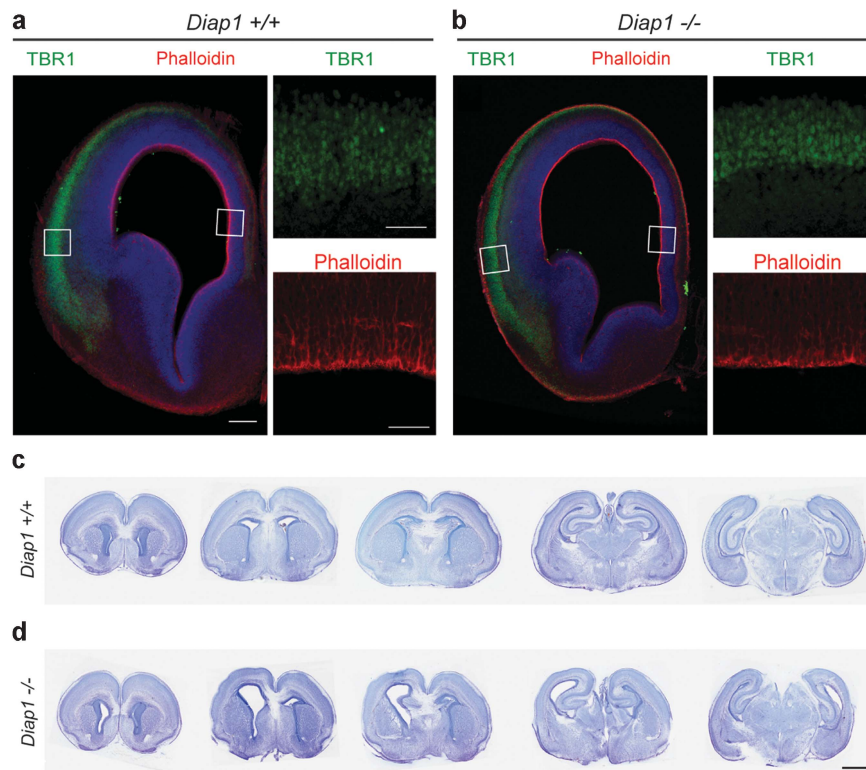 a
Diap1 +/+
b
Diap1 -/-
TBR1
Phalloidin
TBR1
TBR1
Phalloidin
TBR1
Phalloidin
Phalloidin
c
Diap1 +/+
d
Diap1 -/-